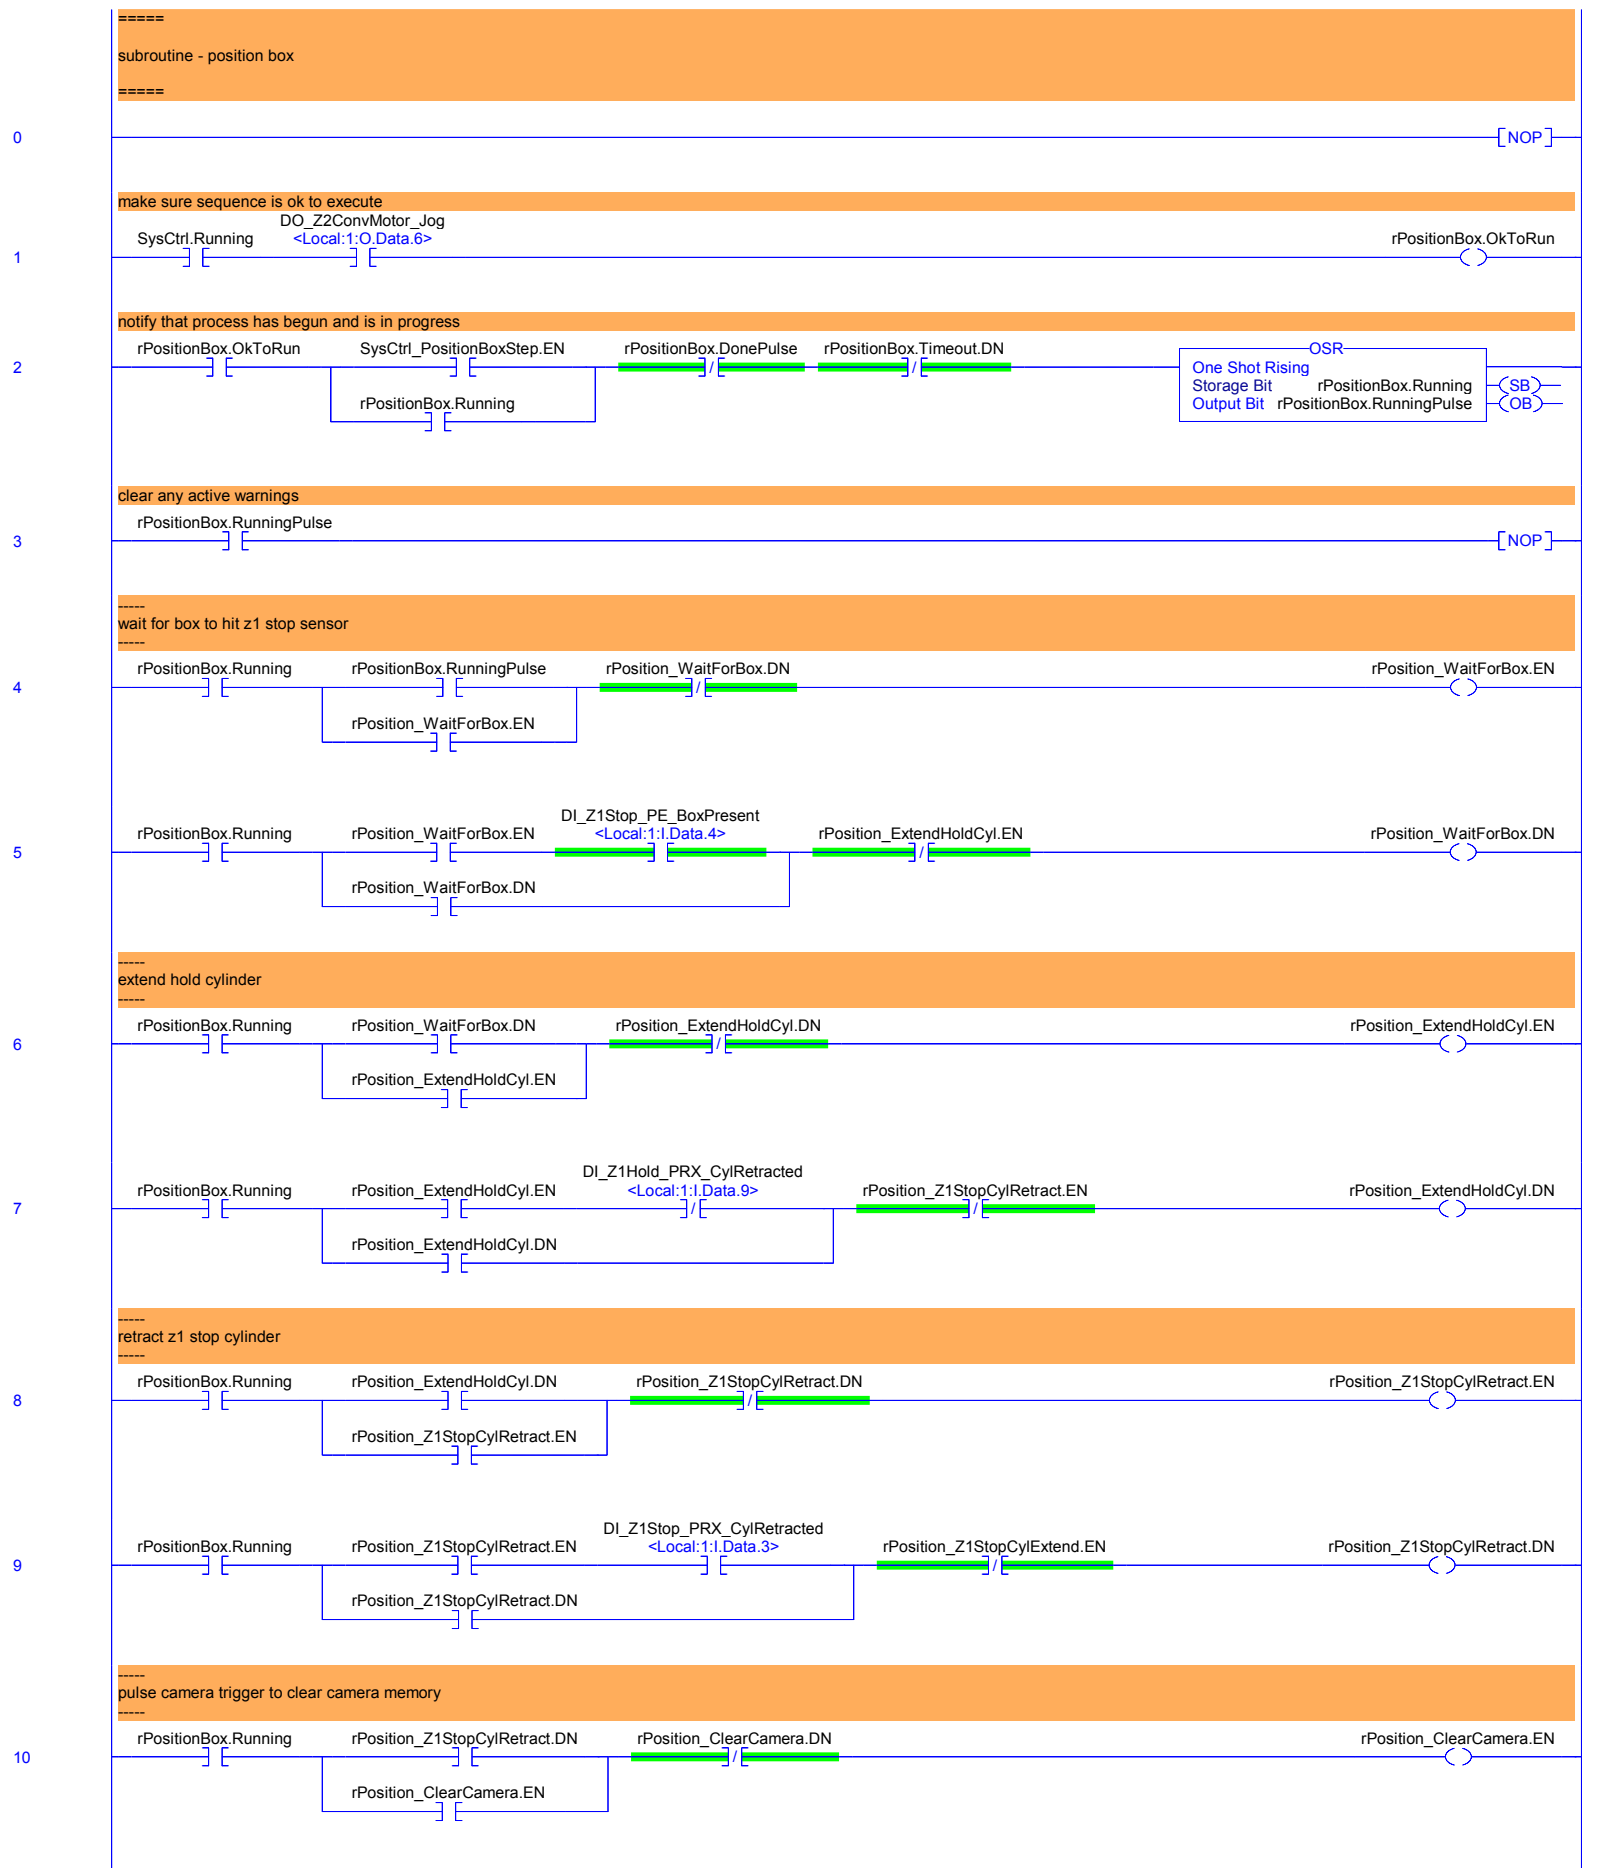 =====
subroutine - position box
=====
0
NOP
make sure sequence is ok to execute
DO_Z2ConvMotor_Jog
SysCtrl.Running <Local:1:O.Data.6> rPositionBox.OkToRun
1
notify that process has begun and is in progress
rPositionBox.OkToRun SysCtrl_PositionBoxStep.EN rPositionBox.DonePulse rPositionBox.Timeout.DN OSR
2
One Shot Rising
Storage Bit rPositionBox.Running SB
rPositionBox.Running Output Bit rPositionBox.RunningPulse OB
clear any active warnings
rPositionBox.RunningPulse
3 NOP
-----
wait for box to hit z1 stop sensor
-----
rPositionBox.Running rPositionBox.RunningPulse rPosition_WaitForBox.DN rPosition_WaitForBox.EN
4
rPosition_WaitForBox.EN
DI_Z1Stop_PE_BoxPresent
rPositionBox.Running rPosition_WaitForBox.EN <Local:1:I.Data.4> rPosition_ExtendHoldCyl.EN rPosition_WaitForBox.DN
5
rPosition_WaitForBox.DN
-----
extend hold cylinder
-----
rPositionBox.Running rPosition_WaitForBox.DN rPosition_ExtendHoldCyl.DN rPosition_ExtendHoldCyl.EN
6
rPosition_ExtendHoldCyl.EN
DI_Z1Hold_PRX_CylRetracted
rPositionBox.Running rPosition_ExtendHoldCyl.EN <Local:1:I.Data.9> rPosition_Z1StopCylRetract.EN rPosition_ExtendHoldCyl.DN
7
rPosition_ExtendHoldCyl.DN
-----
retract z1 stop cylinder
-----
rPositionBox.Running rPosition_ExtendHoldCyl.DN rPosition_Z1StopCylRetract.DN rPosition_Z1StopCylRetract.EN
8
rPosition_Z1StopCylRetract.EN
DI_Z1Stop_PRX_CylRetracted
rPositionBox.Running rPosition_Z1StopCylRetract.EN <Local:1:I.Data.3> rPosition_Z1StopCylExtend.EN rPosition_Z1StopCylRetract.DN
9
rPosition_Z1StopCylRetract.DN
-----
pulse camera trigger to clear camera memory
-----
rPositionBox.Running rPosition_Z1StopCylRetract.DN rPosition_ClearCamera.DN rPosition_ClearCamera.EN
10
rPosition_ClearCamera.EN